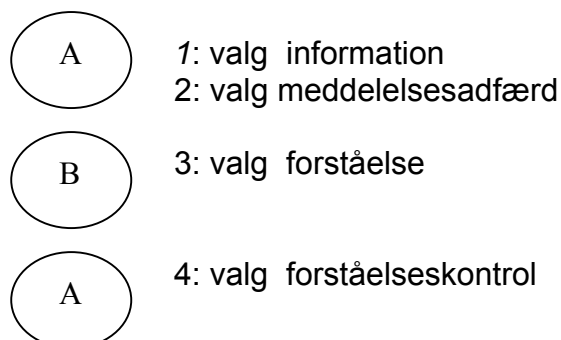 A
1: valg information
2: valg meddelelsesadfærd
B
3: valg forståelse
A
4: valg forståelseskontrol